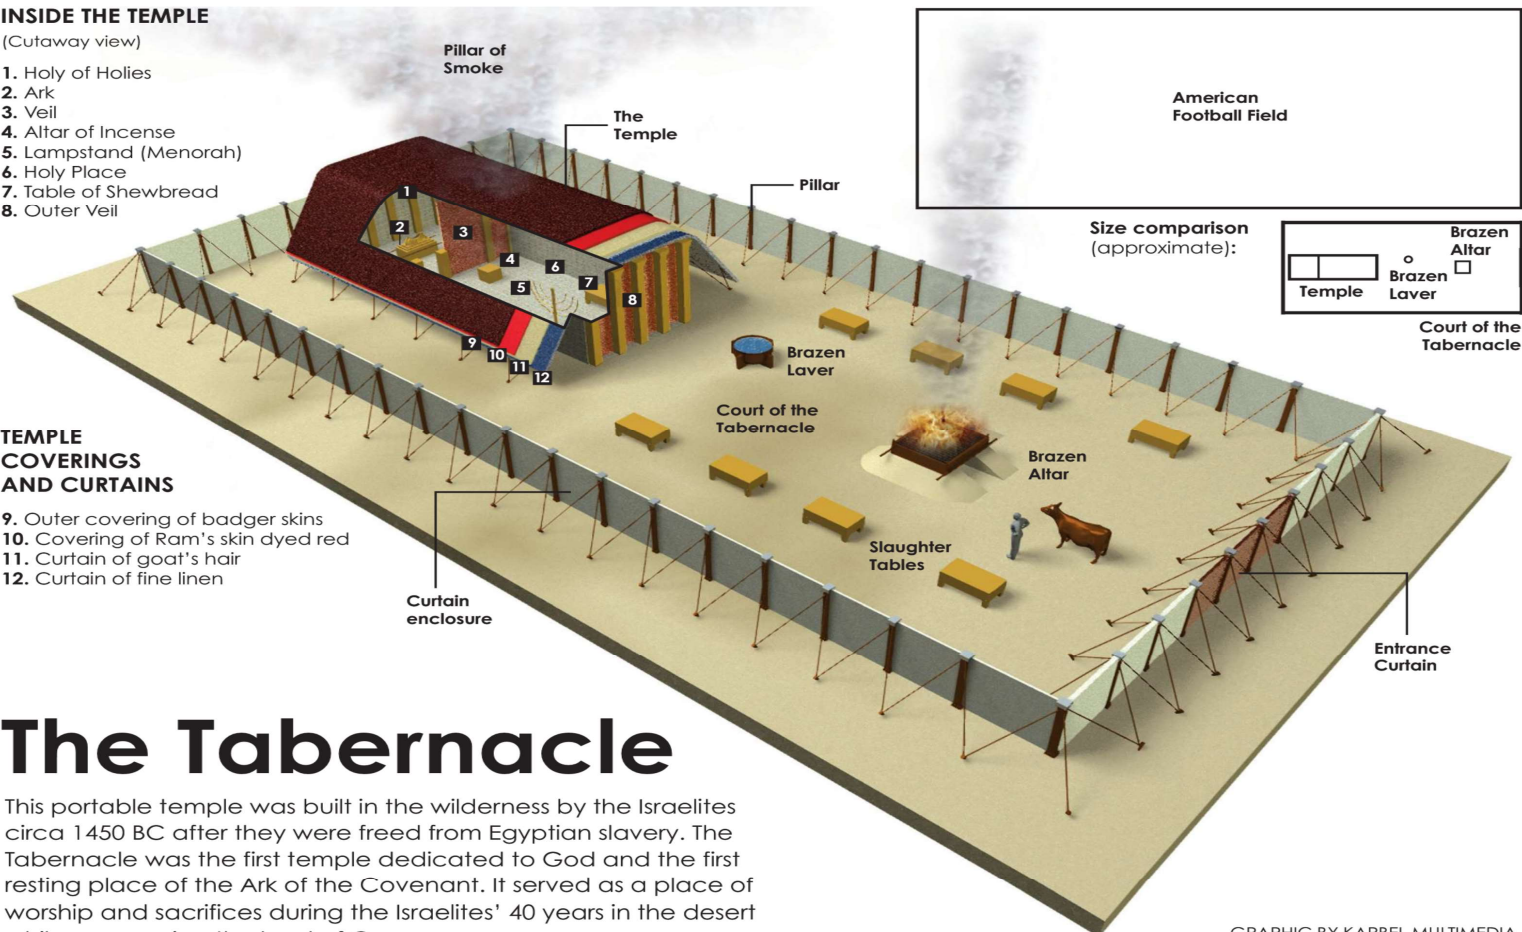 INSIDE THE TEMPLE
(Cutaway view)
1. Holy of Holies
2. Ark
3. Veil
4. Altar of Incense
5. Lampstand (Menorah)
6. Holy Place
7. Table of Shewbread
8. Outer Veil
Pillar of
Smoke
The
Temple
Pillar
American
Football Field
Size comparison
(approximate):
Brazen
Altar
Brazen
Laver
Temple
Court of the
Tabernacle
1
2
3
4
5
6
7
8
9
10
11
12
Brazen
Laver
Court of the
Tabernacle
Brazen
Altar
Slaughter
Tables
TEMPLE
COVERINGS
AND CURTAINS
9. Outer covering of badger skins
10. Covering of Ram's skin dyed red
11. Curtain of goat's hair
12. Curtain of fine linen
Curtain
enclosure
Entrance
Curtain
The Tabernacle
This portable temple was built in the wilderness by the Israelites
circa 1450 BC after they were freed from Egyptian slavery. The
Tabernacle was the first temple dedicated to God and the first
resting place of the Ark of the Covenant. It served as a place of
worship and sacrifices during the Israelites' 40 years in the desert
GRAPHIC BY KARBEL MULTIMEDIA